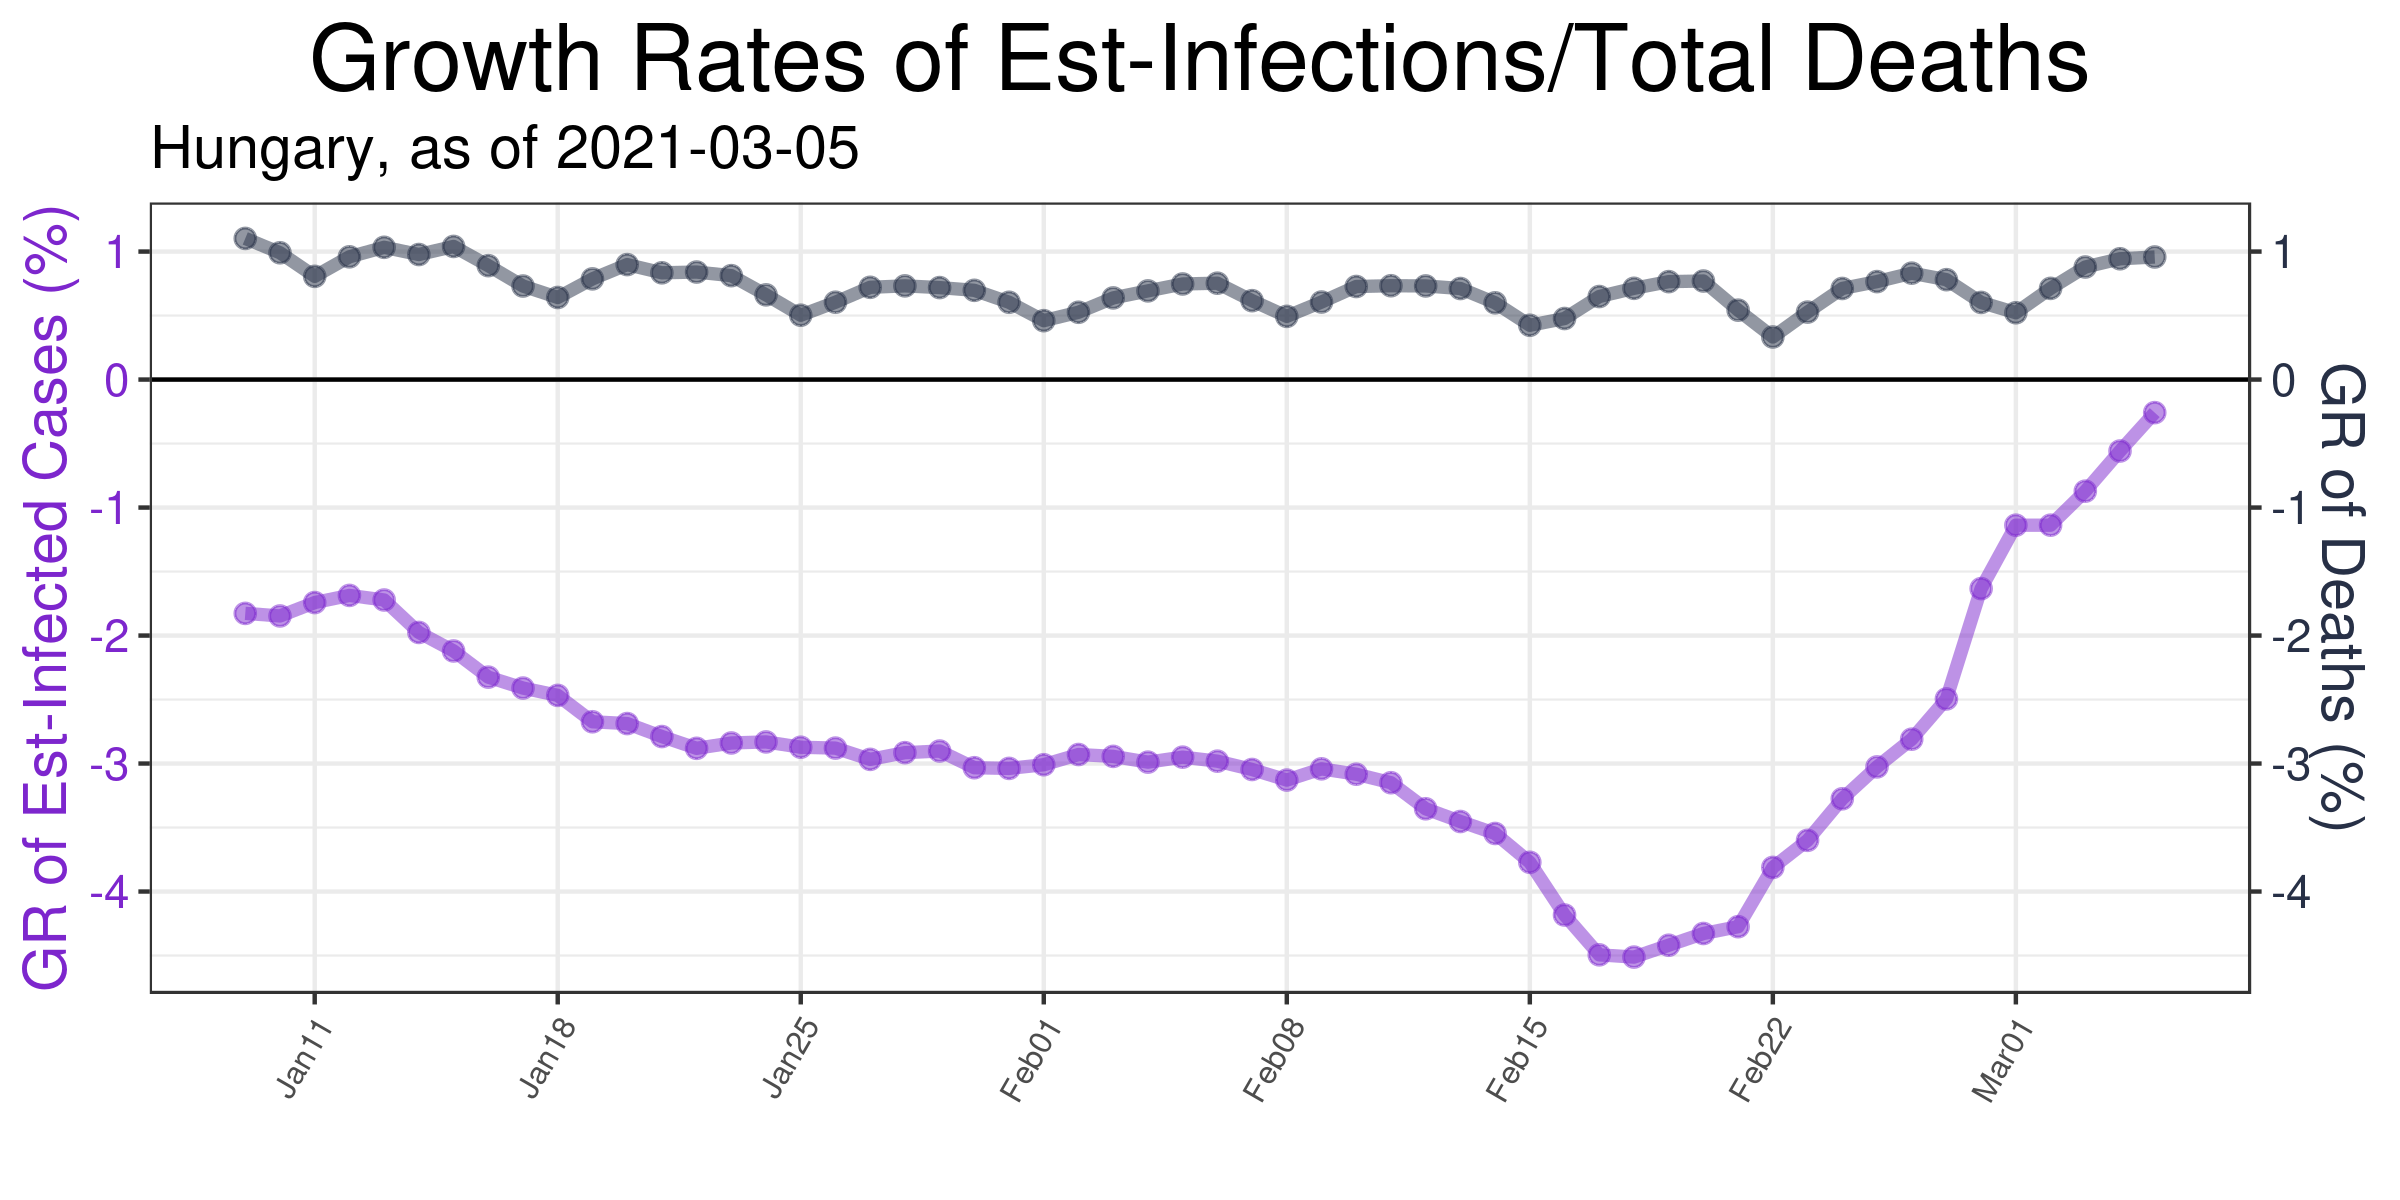 Growth Rates of Est-Infections/Total Deaths
Hungary, as of 2021-03-05
GR of Est-Infected Cases (%)
1
0
-1
-2
-3
-4
1
0
-1
-2
-3
-4
GR of Deaths (%)
Jan11
Jan18
Jan25
Feb01
Feb08
Feb15
Feb22
Mar01